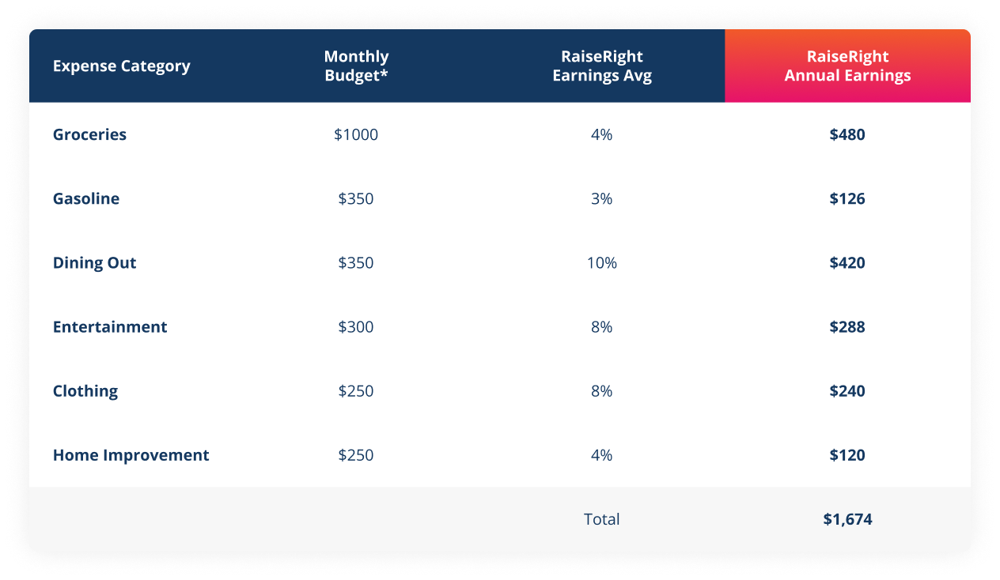 Expense Category Monthly Budget* RaiseRight Earnings Avg RaiseRight Annual Earnings
Groceries $1000 4% $480
Gasoline $350 3% $126
Dining Out $350 10% $420
Entertainment $300 8% $288
Clothing $250 8% $240
Home Improvement $250 4% $120
Total $1,674